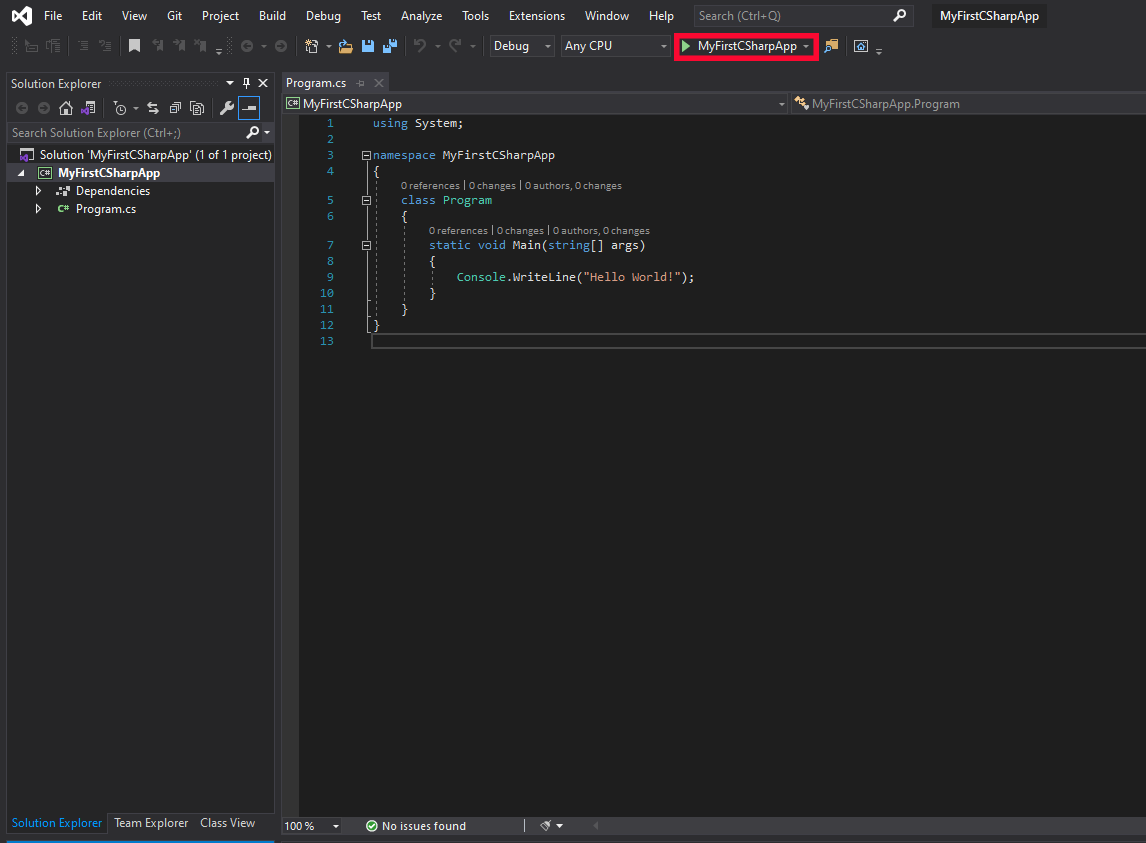 File Edit View Git Project Build Debug Test Analyze Tools Extensions Window Help Search (Ctrl+Q) MyFirstCSharpApp
Debug Any CPU MyFirstCSharpApp
Solution Explorer
Search Solution Explorer (Ctrl+;)
Solution 'MyFirstCSharpApp' (1 of 1 project)
C# MyFirstCSharpApp
Dependencies
C# Program.cs
Program.cs
C# MyFirstCSharpApp MyFirstCSharpApp.Program
1 using System;
2
3 namespace MyFirstCSharpApp
4 {
0 references | 0 changes | 0 authors, 0 changes
5 class Program
6 {
0 references | 0 changes | 0 authors, 0 changes
7 static void Main(string[] args)
8 {
9 Console.WriteLine("Hello World!");
10 }
11 }
12 }
13
Solution Explorer Team Explorer Class View
100 % No issues found